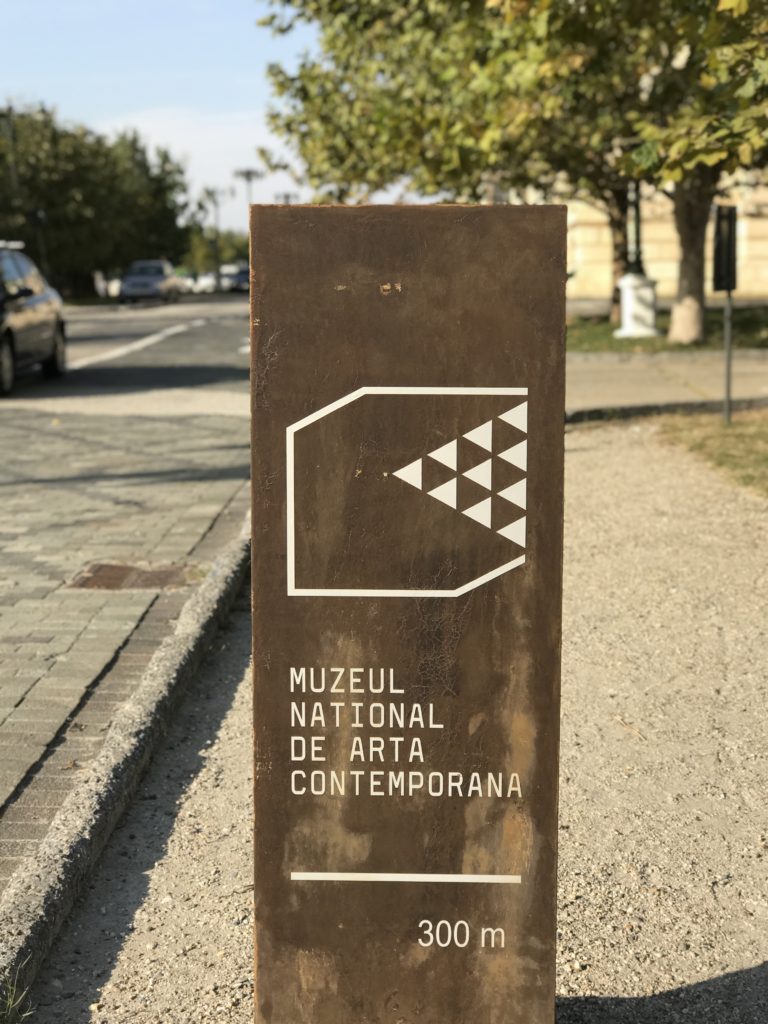 MUZEUL
NATIONAL
DE ARTA
CONTEMPORANA
300 m